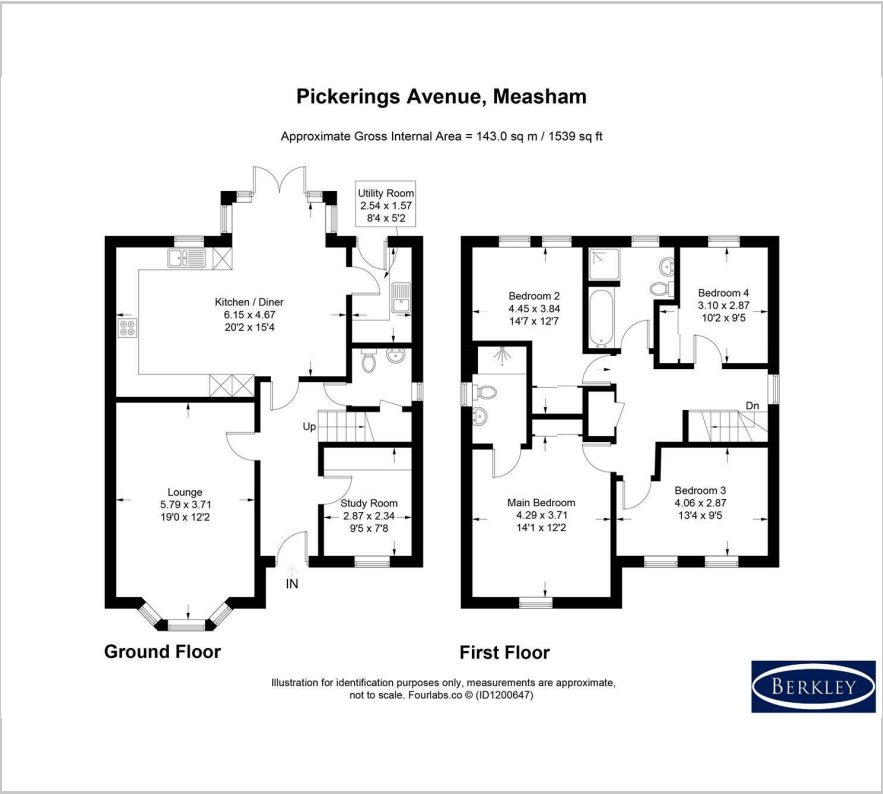 Pickerings Avenue, Measham
Approximate Gross Internal Area = 143.0 sq m / 1539 sq ft
Utility Room
2.54 x 1.57
8'4 x 5'2
Kitchen / Diner
6.15 x 4.67
20'2 x 15'4
Up
Lounge
5.79 x 3.71
19'0 x 12'2
Study Room
2.87 x 2.34
9'5 x 7'8
IN
Ground Floor
Bedroom 2
4.45 x 3.84
14'7 x 12'7
Bedroom 4
3.10 x 2.87
10'2 x 9'5
Dn
Main Bedroom
4.29 x 3.71
14'1 x 12'2
Bedroom 3
4.06 x 2.87
13'4 x 9'5
First Floor
Illustration for identification purposes only, measurements are approximate,
not to scale. Fourlabs.co © (ID1200647)
BERKLEY